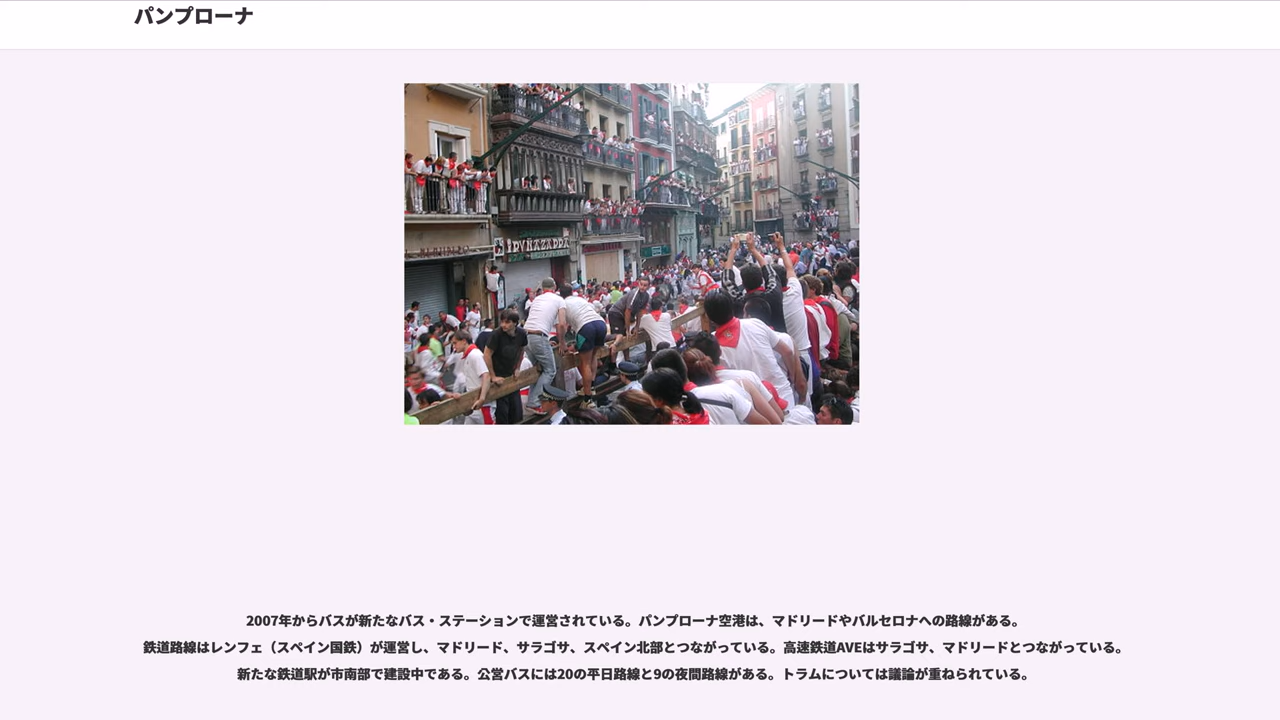 パンプローナ
2007年からバスが新たなバス・ステーションで運営されている。パンプローナ空港は、マドリードやバルセロナへの路線がある。
鉄道路線はレンフェ（スペイン国鉄）が運営し、マドリード、サラゴサ、スペイン北部とつながっている。高速鉄道AVEはサラゴサ、マドリードとつながっている。
新たな鉄道駅が市南部で建設中である。公営バスには20の平日路線と9の夜間路線がある。トラムについては議論が重ねられている。